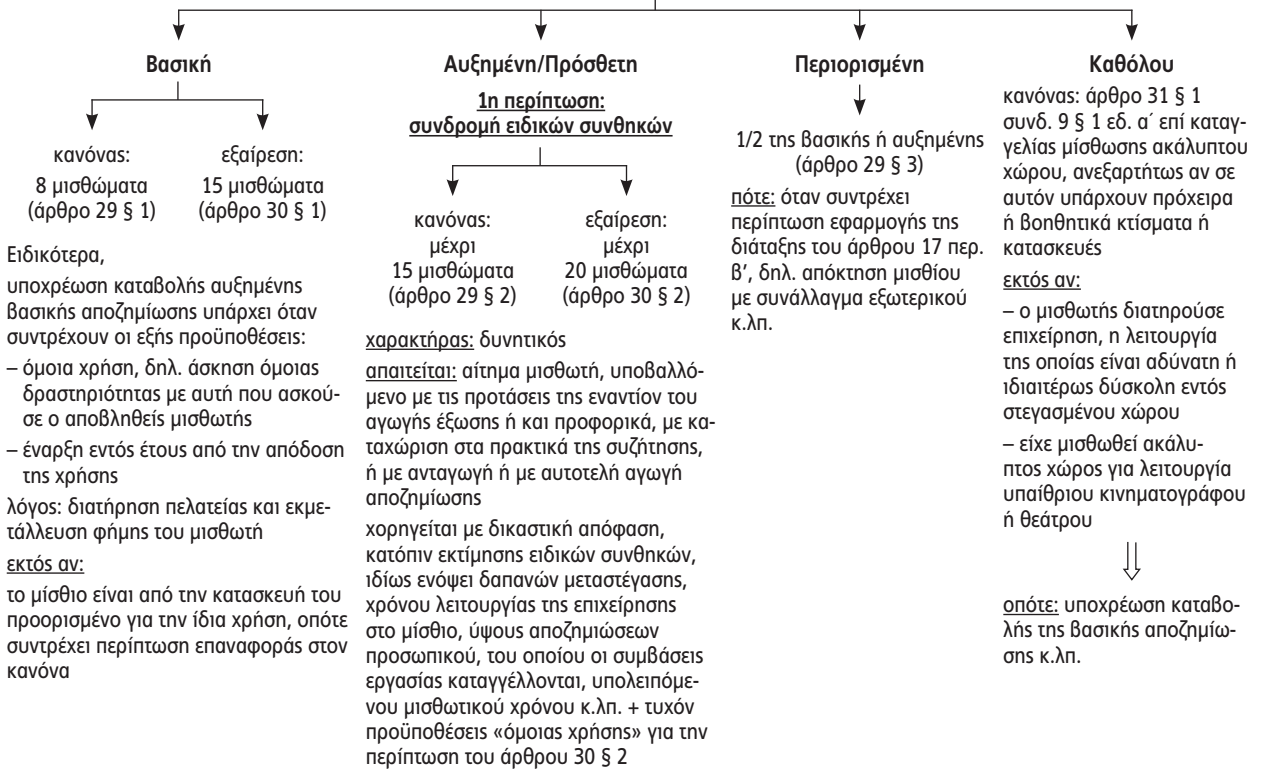 Βασική
κανόνας:
8 μισθώματα
(άρθρο 29 § 1)
εξαίρεση:
15 μισθώματα
(άρθρο 30 § 1)
Ειδικότερα,
υποχρέωση καταβολής αυξημένης
βασικής αποζημίωσης υπάρχει όταν
συντρέχουν οι εξής προϋποθέσεις:
– όμοια χρήση, δηλ. άσκηση όμοιας
δραστηριότητας με αυτή που ασκού-
σε ο αποβληθείς μισθωτής
– έναρξη εντός έτους από την απόδοση
της χρήσης
λόγος: διατήρηση πελατείας και εκμε-
τάλλευση φήμης του μισθωτή
εκτός αν:
το μίσθιο είναι από την κατασκευή του
προορισμένο για την ίδια χρήση, οπότε
συντρέχει περίπτωση επαναφοράς στον
κανόνα
Αυξημένη/Πρόσθετη
1η περίπτωση:
συνδρομή ειδικών συνθηκών
κανόνας:
μέχρι
15 μισθώματα
(άρθρο 29 § 2)
εξαίρεση:
μέχρι
20 μισθώματα
(άρθρο 30 § 2)
χαρακτήρας: δυνητικός
απαιτείται: αίτημα μισθωτή, υποβαλλό-
μενο με τις προτάσεις της εναντίον του
αγωγής έξωσης ή και προφορικά, με κα-
ταχώριση στα πρακτικά της συζήτησης,
ή με ανταγωγή ή με αυτοτελή αγωγή
αποζημίωσης
χορηγείται με δικαστική απόφαση,
κατόπιν εκτίμησης ειδικών συνθηκών,
ιδίως ενόψει δαπανών μεταστέγασης,
χρόνου λειτουργίας της επιχείρησης
στο μίσθιο, ύψους αποζημιώσεων
προσωπικού, του οποίου οι συμβάσεις
εργασίας καταγγέλλονται, υπολειπόμε-
νου μισθωτικού χρόνου κ.λπ. + τυχόν
προϋποθέσεις «όμοιας χρήσης» για την
περίπτωση του άρθρου 30 § 2
Περιορισμένη
1/2 της βασικής ή αυξημένης
(άρθρο 29 § 3)
πότε: όταν συντρέχει
περίπτωση εφαρμογής της
διάταξης του άρθρου 17 περ.
β’, δηλ. απόκτηση μισθίου
με συνάλλαγμα εξωτερικού
κ.λπ.
Καθόλου
κανόνας: άρθρο 31 § 1
συνδ. 9 § 1 εδ. α΄ επί καταγ-
γελίας μίσθωσης ακάλυπτου
χώρου, ανεξαρτήτως αν σε
αυτόν υπάρχουν πρόχειρα
ή βοηθητικά κτίσματα ή
κατασκευές
εκτός αν:
– ο μισθωτής διατηρούσε
επιχείρηση, η λειτουργία
της οποίας είναι αδύνατη ή
ιδιαιτέρως δύσκολη εντός
στεγασμένου χώρου
– είχε μισθωθεί ακάλυ-
πτος χώρος για λειτουργία
υπαίθριου κινηματογράφου
ή θεάτρου
οπότε: υποχρέωση καταβο-
λής της βασικής αποζημίω-
σης κ.λπ.